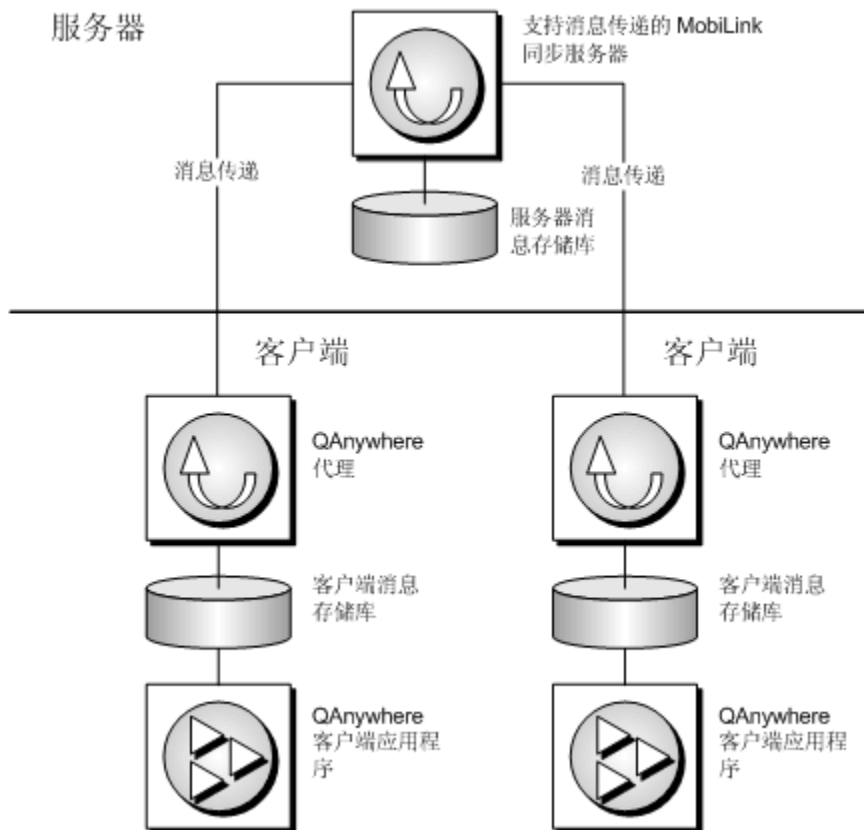 服务器
支持消息传递的 MobiLink
同步服务器
消息传递
消息传递
服务器消
息存储库
客户端
客户端
QAnywhere
代理
QAnywhere
代理
客户端消息
存储库
客户端消息
存储库
QAnywhere
客户端应用程
序
QAnywhere
客户端应用程
序